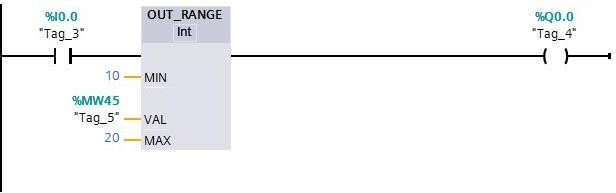 %I0.0
"Tag_3"
OUT_RANGE
Int
%Q0.0
"Tag_4"
10 MIN
%MW45
"Tag_5" VAL
20 MAX